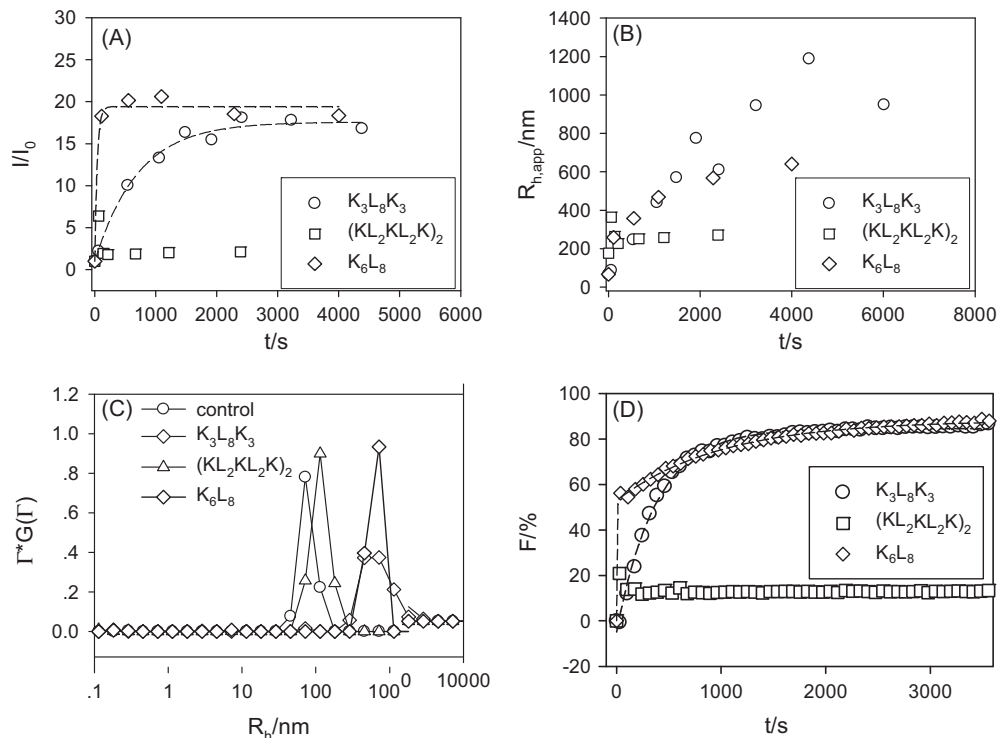 (A)
30
25
20
15
10
5
0
I/I₀
K₃L₈K₃
(KL₂KL₂K)₂
K₆L₈
0 1000 2000 3000 4000 5000 6000
t/s
(B)
1400
1200
1000
800
600
400
200
0
R_h,app/nm
K₃L₈K₃
(KL₂KL₂K)₂
K₆L₈
0 2000 4000 6000 8000
t/s
(C)
1.2
1.0
.8
.6
.4
.2
0.0
Γ*G(Γ)
control
K₃L₈K₃
(KL₂KL₂K)₂
K₆L₈
.1 1 10 100 100 10000
R_h/nm
(D)
100
80
60
40
20
0
-20
F/%
K₃L₈K₃
(KL₂KL₂K)₂
K₆L₈
0 1000 2000 3000
t/s